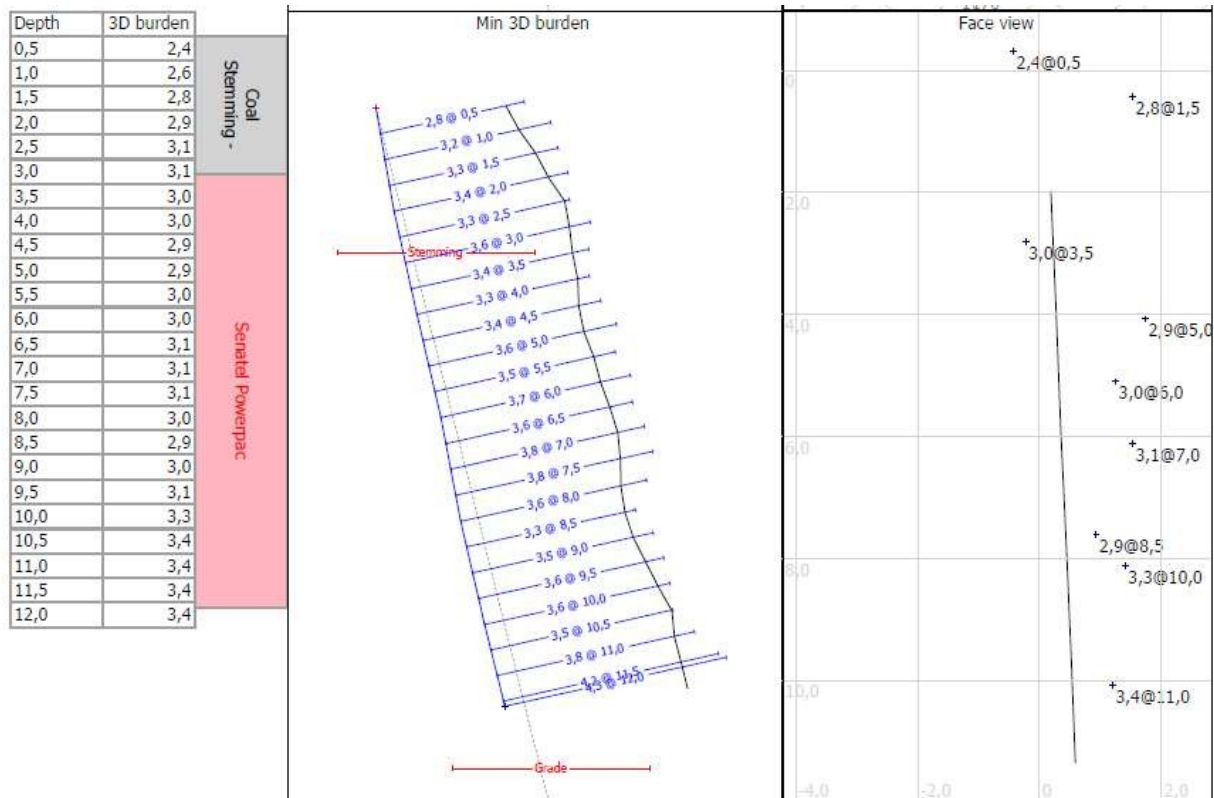 Depth 3D burden
0,5 2,4
1,0 2,6
1,5 2,8
2,0 2,9
2,5 3,1
3,0 3,1
3,5 3,0
4,0 3,0
4,5 2,9
5,0 2,9
5,5 3,0
6,0 3,0
6,5 3,1
7,0 3,1
7,5 3,1
8,0 3,0
8,5 2,9
9,0 3,0
9,5 3,1
10,0 3,3
10,5 3,4
11,0 3,4
11,5 3,4
12,0 3,4
Coal
Stemming -
Senatel Powerpac
Min 3D burden
2,8 @ 0,5
3,2 @ 1,0
3,3 @ 1,5
3,4 @ 2,0
3,3 @ 2,5
3,6 @ 3,0
Stemming
3,4 @ 3,5
3,3 @ 4,0
3,4 @ 4,5
3,6 @ 5,0
3,5 @ 5,5
3,7 @ 6,0
3,6 @ 6,5
3,8 @ 7,0
3,8 @ 7,5
3,6 @ 8,0
3,3 @ 8,5
3,5 @ 9,0
3,6 @ 9,5
3,6 @ 10,0
3,5 @ 10,5
3,8 @ 11,0
4,3 @ 12,0
Grade
Face view
2,4@0,5
0
2,8@1,5
2,0
3,0@3,5
4,0
2,9@5,0
3,0@6,0
6,0
3,1@7,0
2,9@8,5
8,0
3,3@10,0
10,0
3,4@11,0
-4,0 -2,0 0 2,0